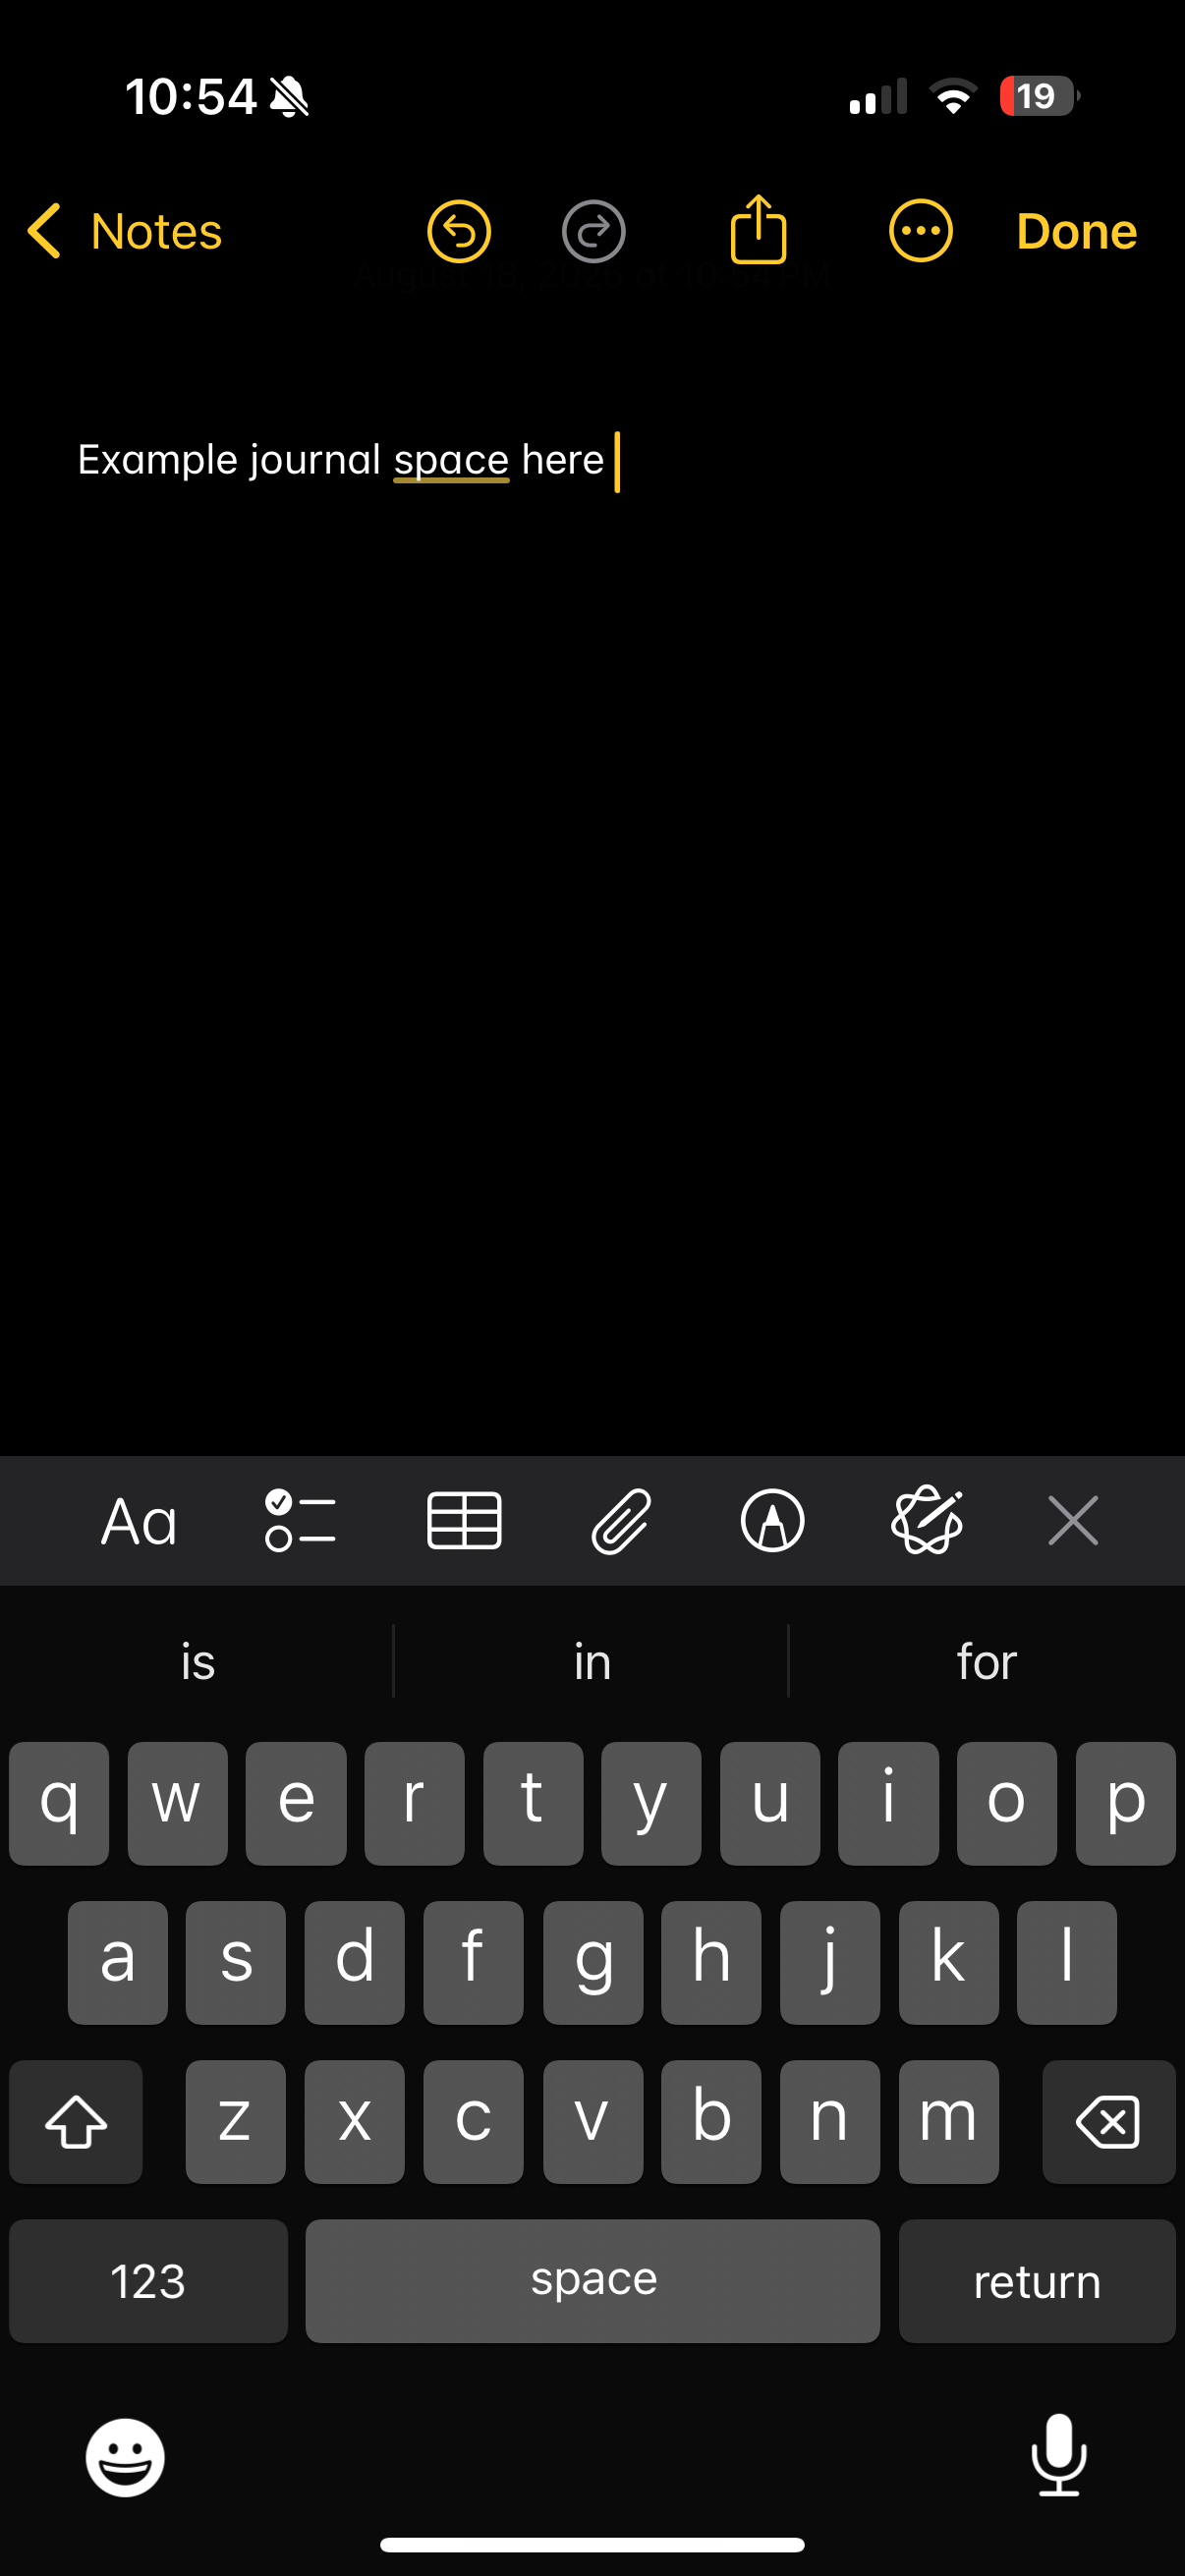 10:54
19
Notes
Done
August 18, 2025 at 10:54 PM
Example journal space here
Aa
is in for
q w e r t y u i o p
a s d f g h j k l
z x c v b n m
123 space return